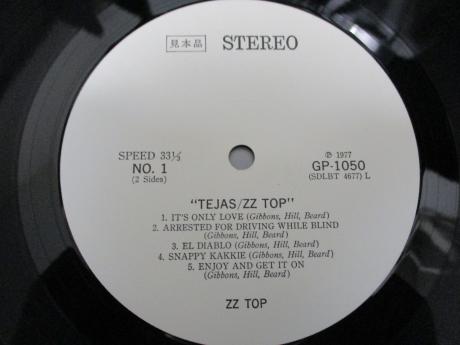 見本品 STEREO
SPEED 33⅓
NO. 1
(2 Sides)
℗ 1977
GP-1050
(SDLBT 4677) L
"TEJAS/ZZ TOP"
1. IT'S ONLY LOVE (Gibbons, Hill, Beard)
2. ARRESTED FOR DRIVING WHILE BLIND
(Gibbons, Hill, Beard)
3. EL DIABLO (Gibbons, Hill, Beard)
4. SNAPPY KAKKIE (Gibbons, Hill, Beard)
5. ENJOY AND GET IT ON
(Gibbons, Hill, Beard)
ZZ TOP